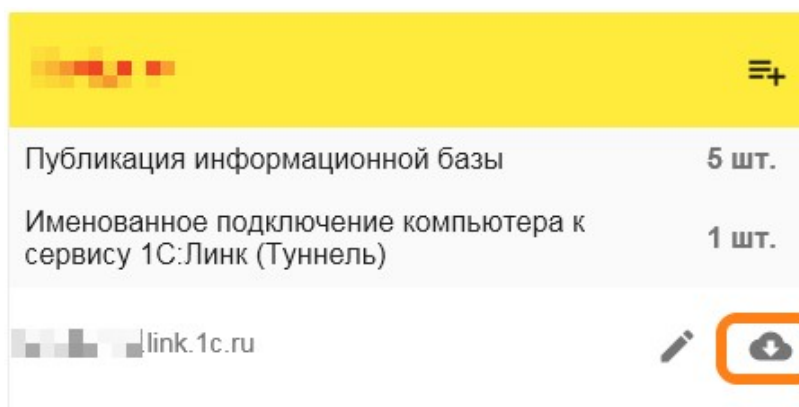 Публикация информационной базы 5 шт.
Именованное подключение компьютера к
сервису 1С:Линк (Туннель) 1 шт.
.link.1c.ru